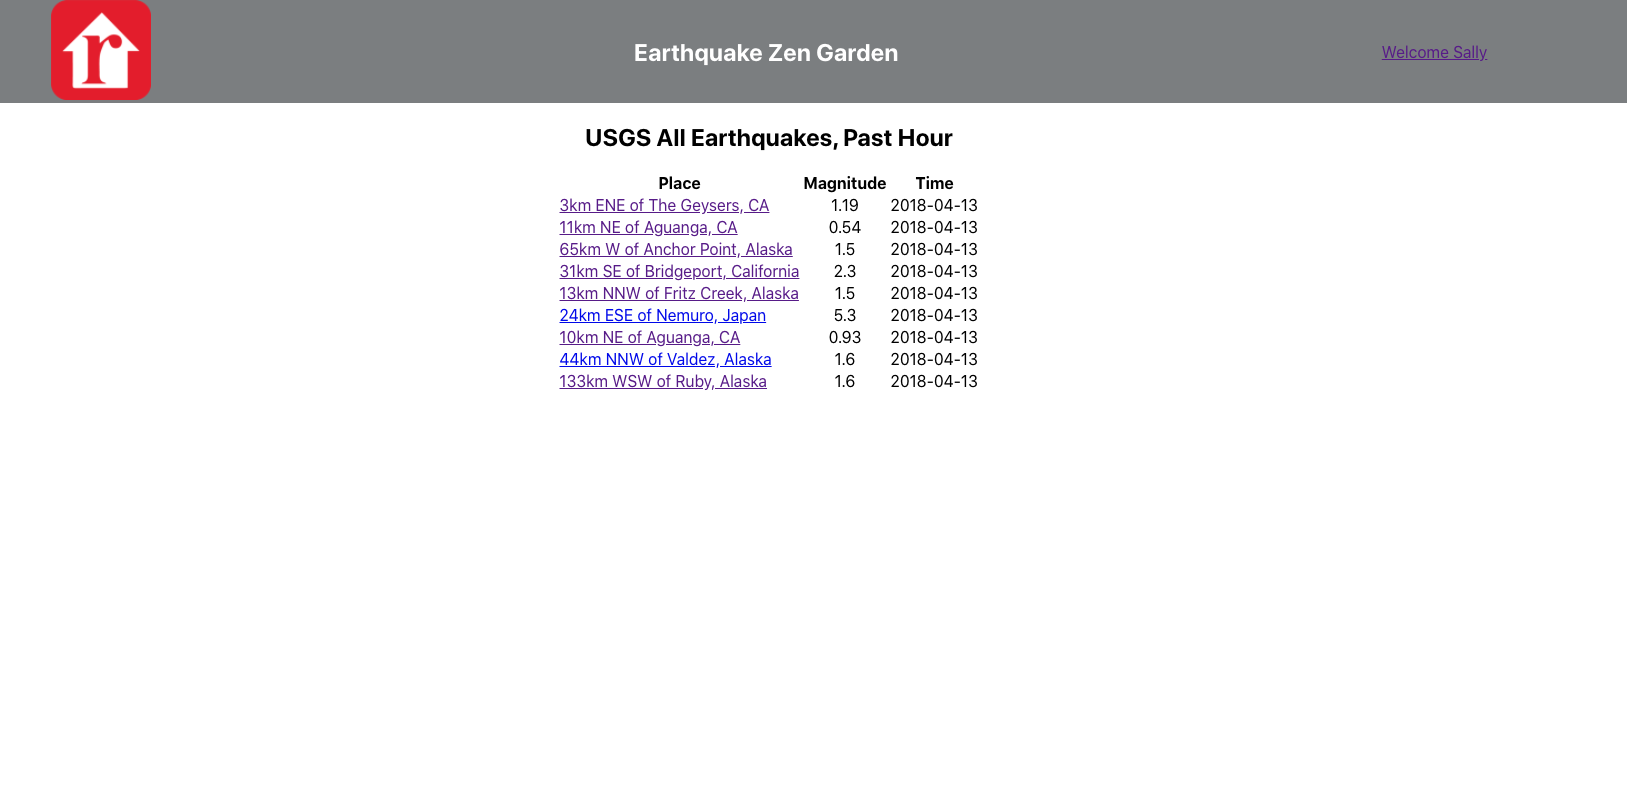 r
Earthquake Zen Garden
Welcome Sally
USGS All Earthquakes, Past Hour
Place Magnitude Time
3km ENE of The Geysers, CA 1.19 2018-04-13
11km NE of Aguanga, CA 0.54 2018-04-13
65km W of Anchor Point, Alaska 1.5 2018-04-13
31km SE of Bridgeport, California 2.3 2018-04-13
13km NNW of Fritz Creek, Alaska 1.5 2018-04-13
24km ESE of Nemuro, Japan 5.3 2018-04-13
10km NE of Aguanga, CA 0.93 2018-04-13
44km NNW of Valdez, Alaska 1.6 2018-04-13
133km WSW of Ruby, Alaska 1.6 2018-04-13